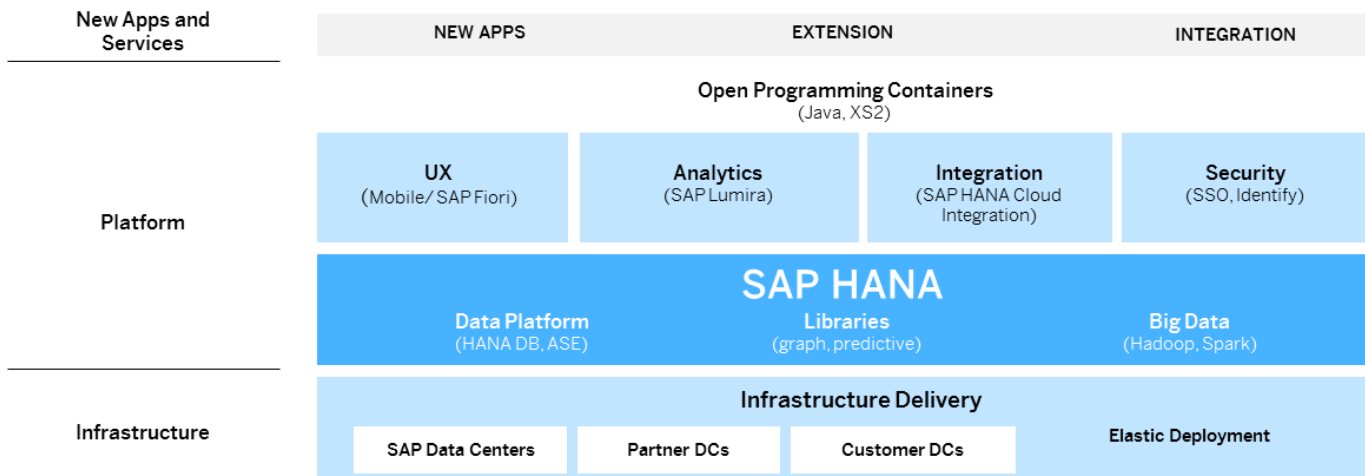 New Apps and
Services
NEW APPS
EXTENSION
INTEGRATION
Open Programming Containers
(Java, XS2)
Platform
UX
(Mobile/ SAP Fiori)
Analytics
(SAP Lumira)
Integration
(SAP HANA Cloud
Integration)
Security
(SSO, Identify)
SAP HANA
Data Platform
(HANA DB, ASE)
Libraries
(graph, predictive)
Big Data
(Hadoop, Spark)
Infrastructure
Infrastructure Delivery
SAP Data Centers
Partner DCs
Customer DCs
Elastic Deployment